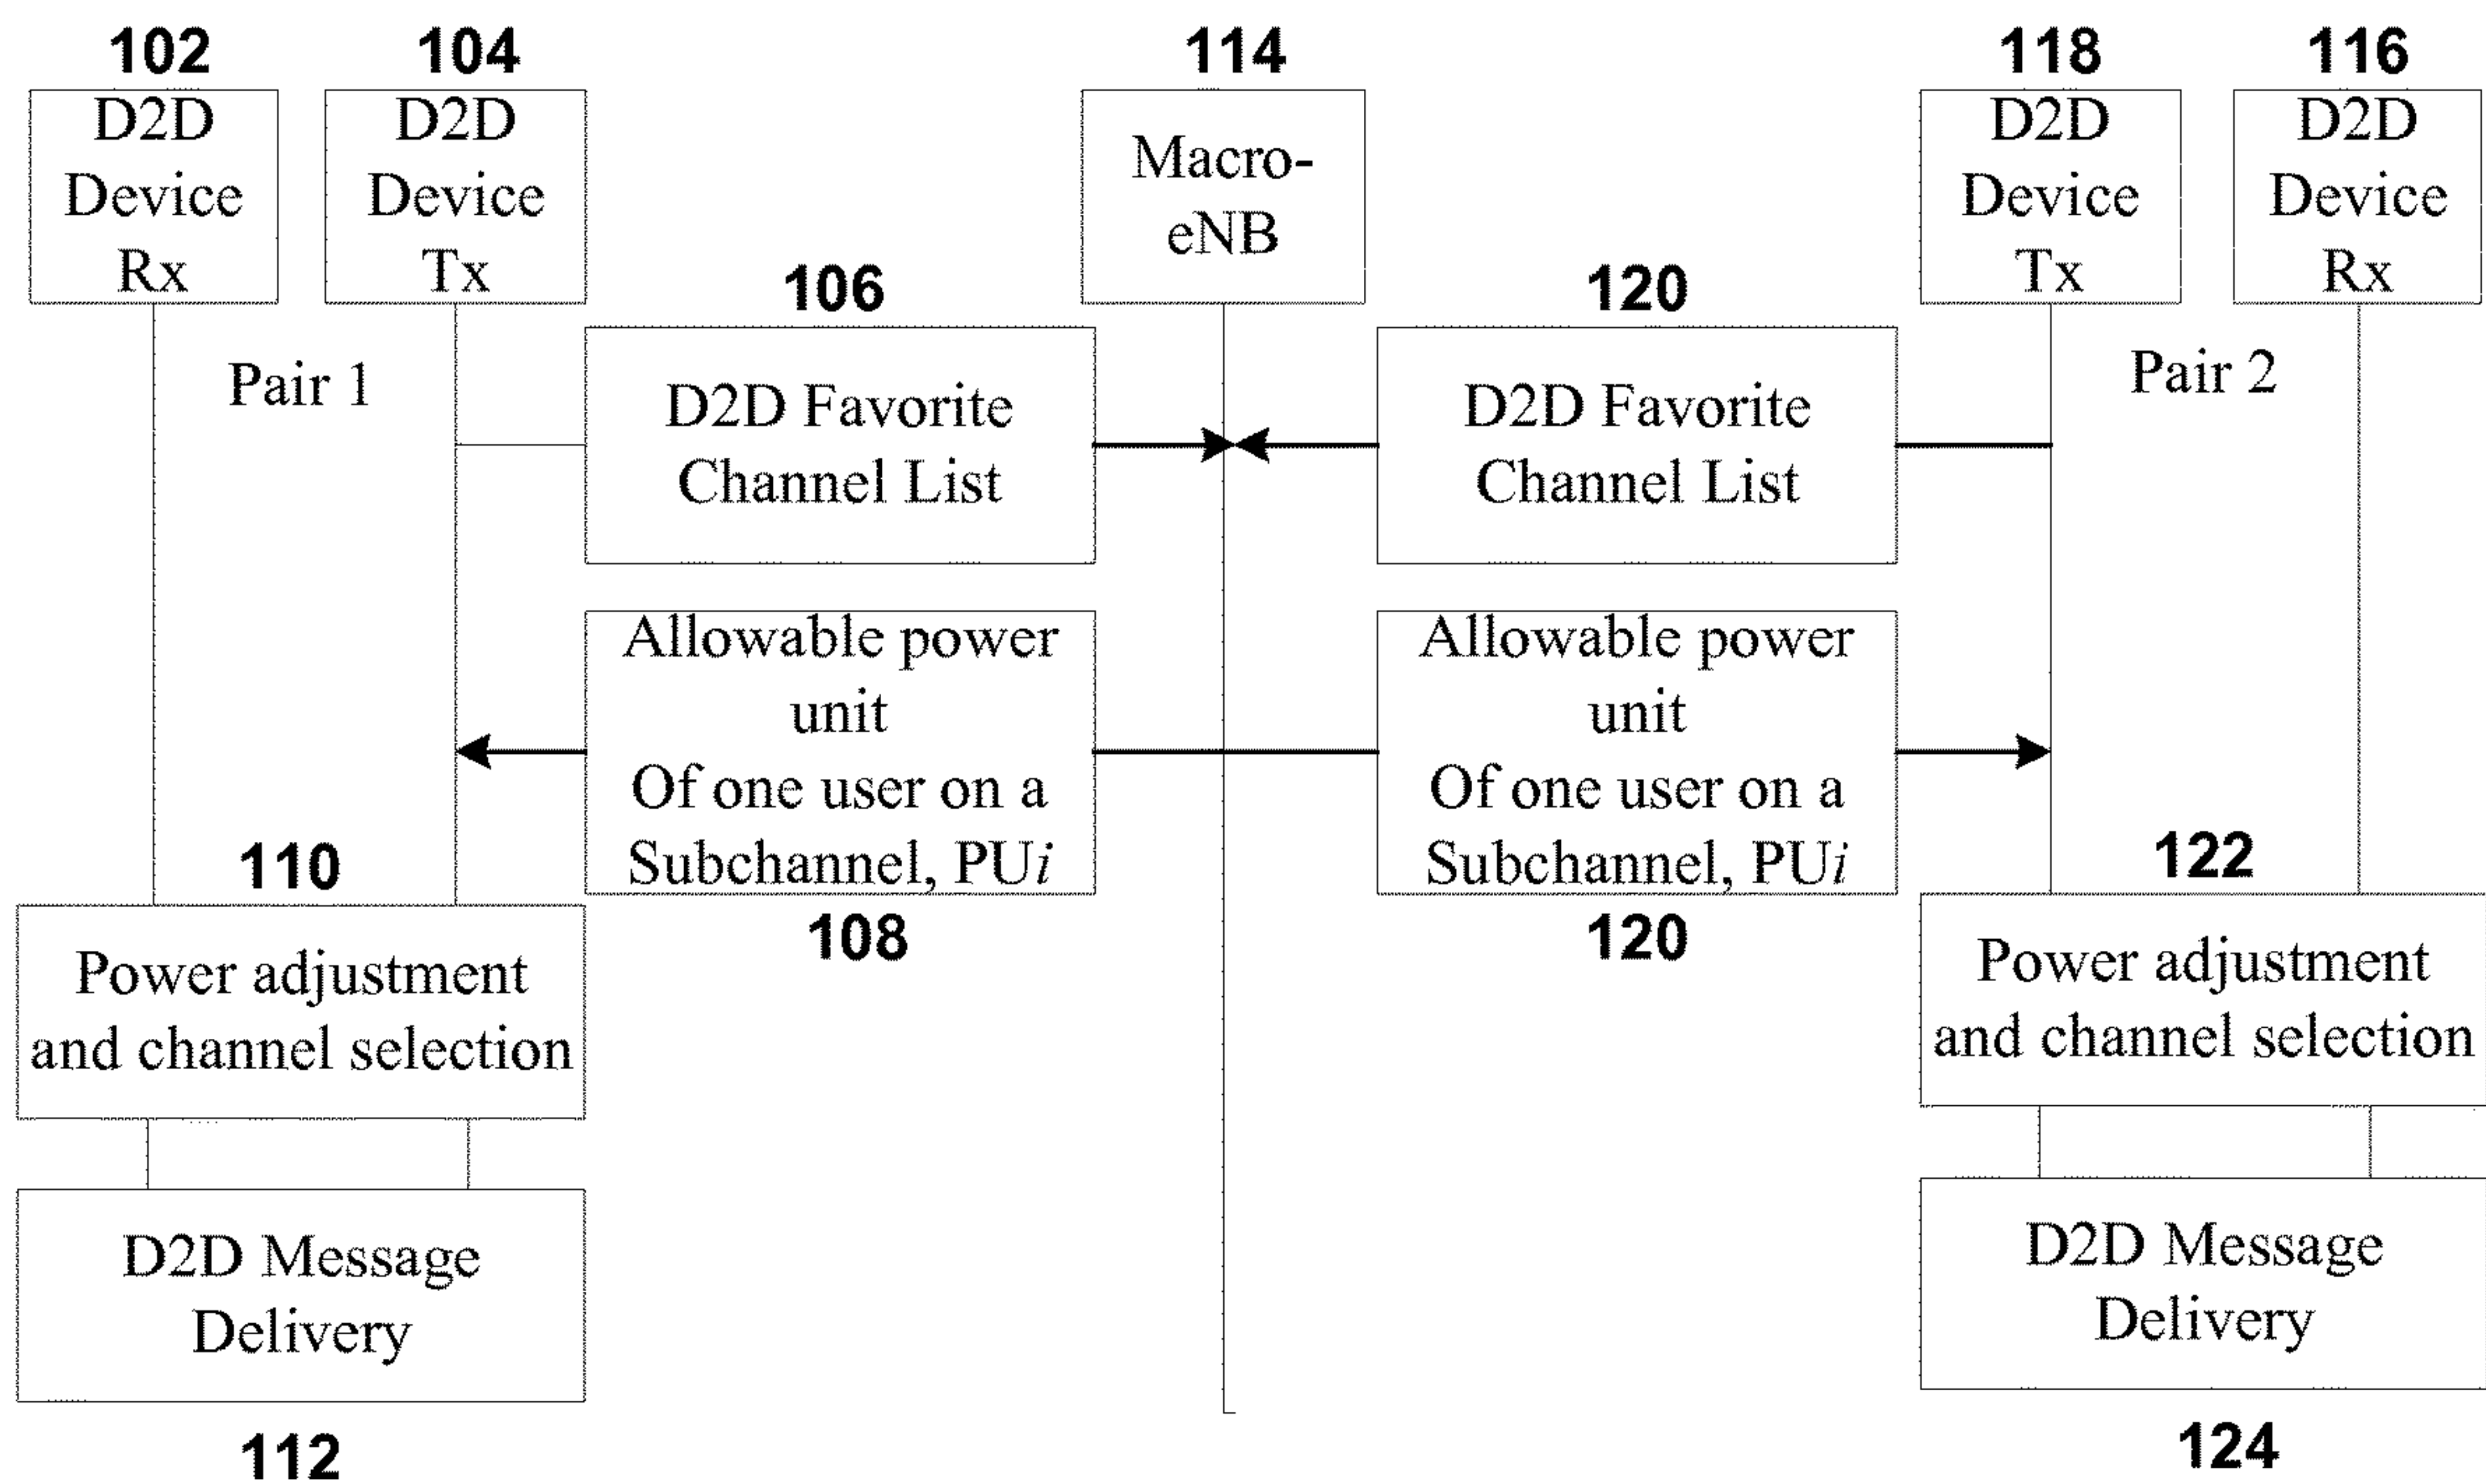 102
104
114
118
116
D2D
Device
Rx
D2D
Device
Tx
Macro-
eNB
D2D
Device
Tx
D2D
Device
Rx
106
120
Pair 1
Pair 2
D2D Favorite
Channel List
D2D Favorite
Channel List
Allowable power
unit
Of one user on a
Subchannel, PUi
Allowable power
unit
Of one user on a
Subchannel, PUi
110
122
108
120
Power adjustment
and channel selection
Power adjustment
and channel selection
D2D Message
Delivery
D2D Message
Delivery
112
124